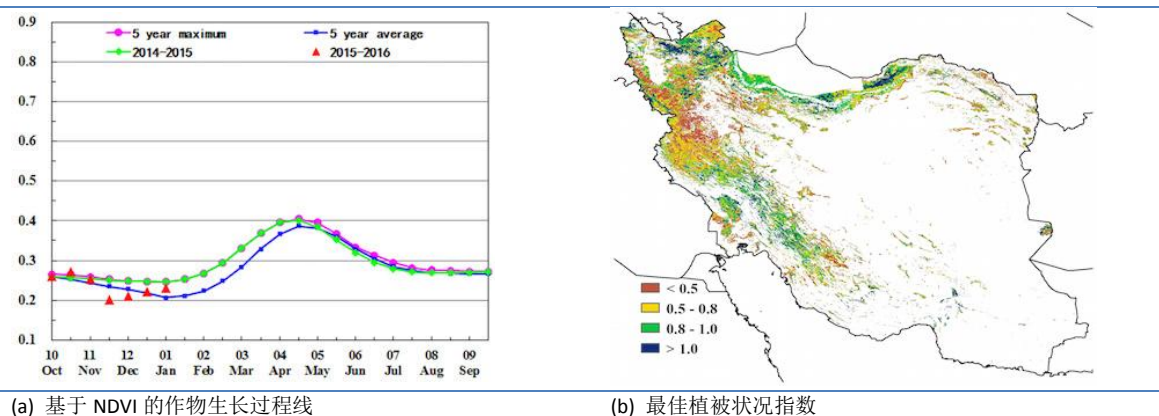 0.9
0.8
0.7
0.6
0.5
0.4
0.3
0.2
0.1
5 year maximum
5 year average
2014-2015
2015-2016
10 11 12 01 02 03 04 05 06 07 08 09
Oct Nov Dec Jan Feb Mar Apr May Jun Jul Aug Sep
< 0.5
0.5 - 0.8
0.8 - 1.0
> 1.0
(a) 基于 NDVI 的作物生长过程线
(b) 最佳植被状况指数